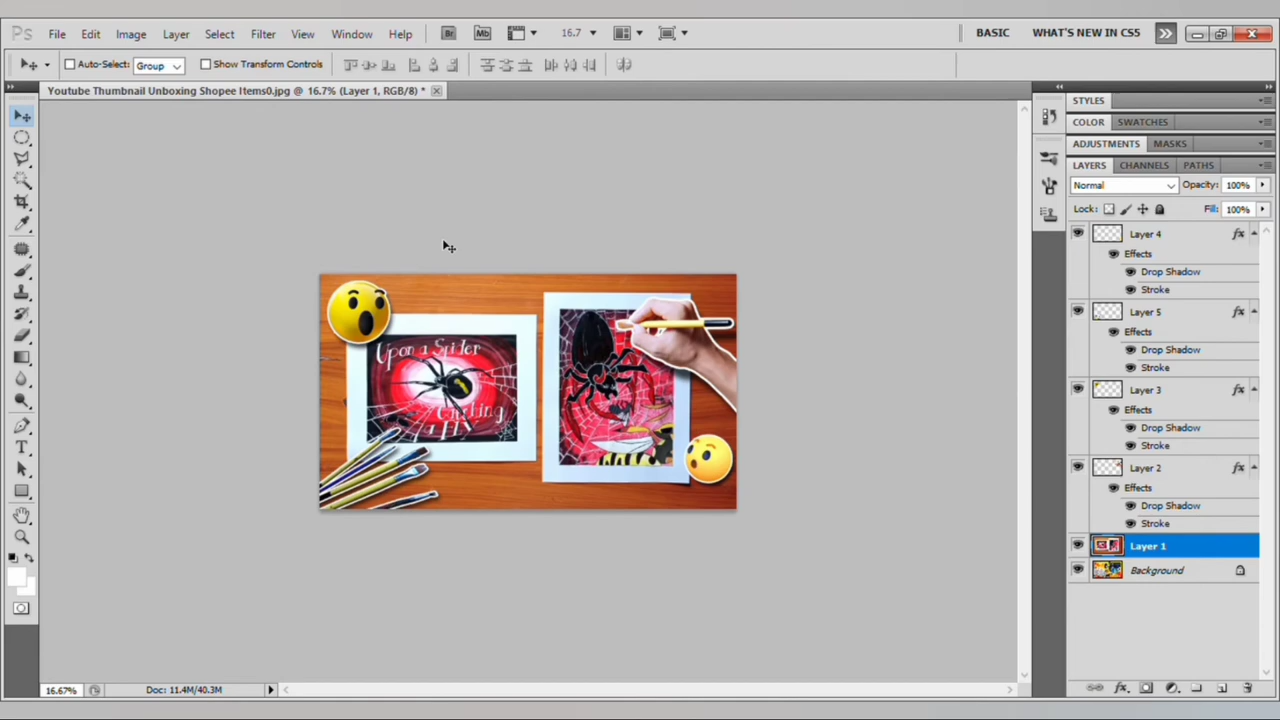 Ps File Edit Image Layer Select Filter View Window Help Br Mb 16.7 BASIC WHAT'S NEW IN CS5
Auto-Select: Group Show Transform Controls
Youtube Thumbnail Unboxing Shopee Items0.jpg @ 16.7% (Layer 1, RGB/8) *
STYLES
COLOR SWATCHES
ADJUSTMENTS MASKS
LAYERS CHANNELS PATHS
Normal Opacity: 100%
Lock: Fill: 100%
Layer 4 fx
Effects
Drop Shadow
Stroke
Layer 5 fx
Effects
Drop Shadow
Stroke
Layer 3 fx
Effects
Drop Shadow
Stroke
Layer 2 fx
Effects
Drop Shadow
Stroke
Layer 1
Background
Upon a Spider
16.67% Doc: 11.4M/40.3M